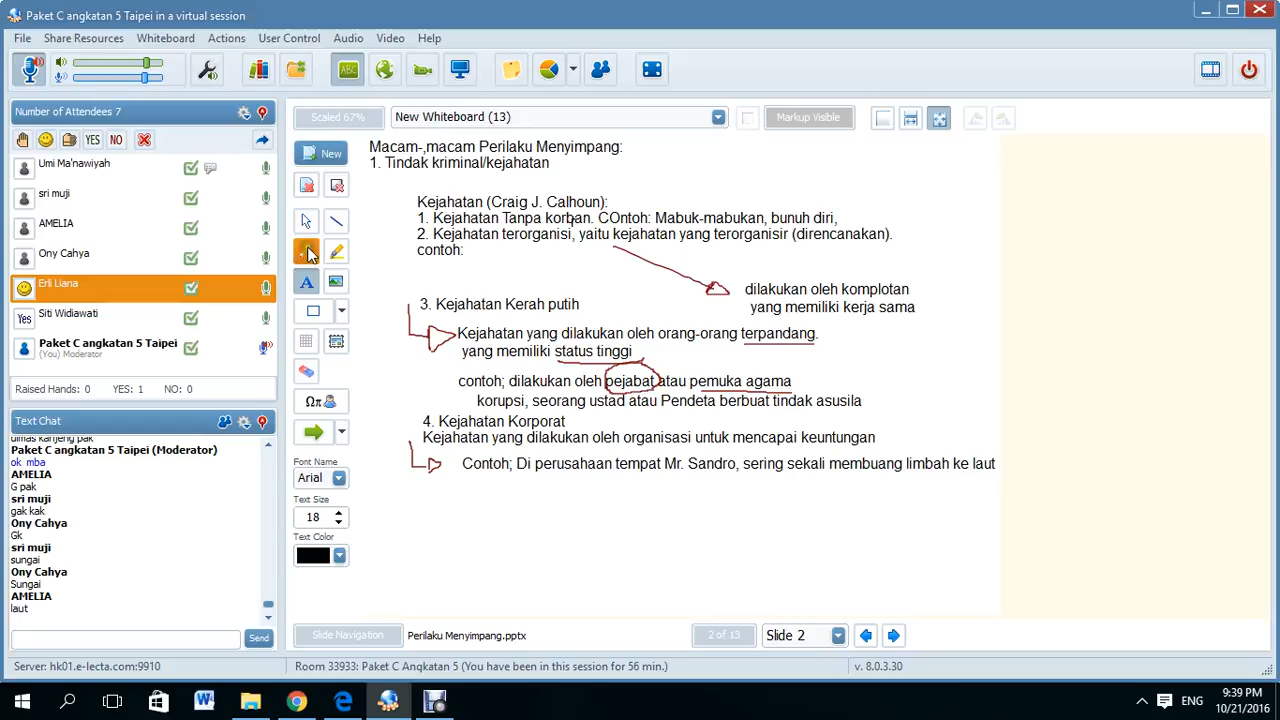 Paket C angkatan 5 Taipei in a virtual session
File Share Resources Whiteboard Actions User Control Audio Video Help
Number of Attendees 7
YES NO
Umi Ma'nawiyah
sri muji
AMELIA
Ony Cahya
Erli Liana
Yes Siti Widiawati
Paket C angkatan 5 Taipei
(You) Moderator
Raised Hands: 0 YES: 1 NO: 0
Text Chat
dimas kanjeng pak
Paket C angkatan 5 Taipei (Moderator)
ok mba
AMELIA
G pak
sri muji
gak kak
Ony Cahya
Gk
sri muji
sungai
Ony Cahya
Sungai
AMELIA
laut
Send
ABC
Scaled 67%
New Whiteboard (13)
Markup Visible
New
A
Ωπ
Font Name
Arial
Text Size
18
Text Color
Macam-,macam Perilaku Menyimpang:
1. Tindak kriminal/kejahatan
Kejahatan (Craig J. Calhoun):
1. Kejahatan Tanpa korban. COntoh: Mabuk-mabukan, bunuh diri,
2. Kejahatan terorganisi, yaitu kejahatan yang terorganisir (direncanakan).
contoh:
dilakukan oleh komplotan
yang memiliki kerja sama
3. Kejahatan Kerah putih
Kejahatan yang dilakukan oleh orang-orang terpandang.
yang memiliki status tinggi
contoh; dilakukan oleh pejabat atau pemuka agama
korupsi, seorang ustad atau Pendeta berbuat tindak asusila
4. Kejahatan Korporat
Kejahatan yang dilakukan oleh organisasi untuk mencapai keuntungan
Contoh; Di perusahaan tempat Mr. Sandro, sering sekali membuang limbah ke laut
Slide Navigation
Perilaku Menyimpang.pptx
2 of 13
Slide 2
Server: hk01.e-lecta.com:9910
Room 33933: Paket C Angkatan 5 (You have been in this session for 56 min.)
v. 8.0.3.30
ENG
9:39 PM
10/21/2016